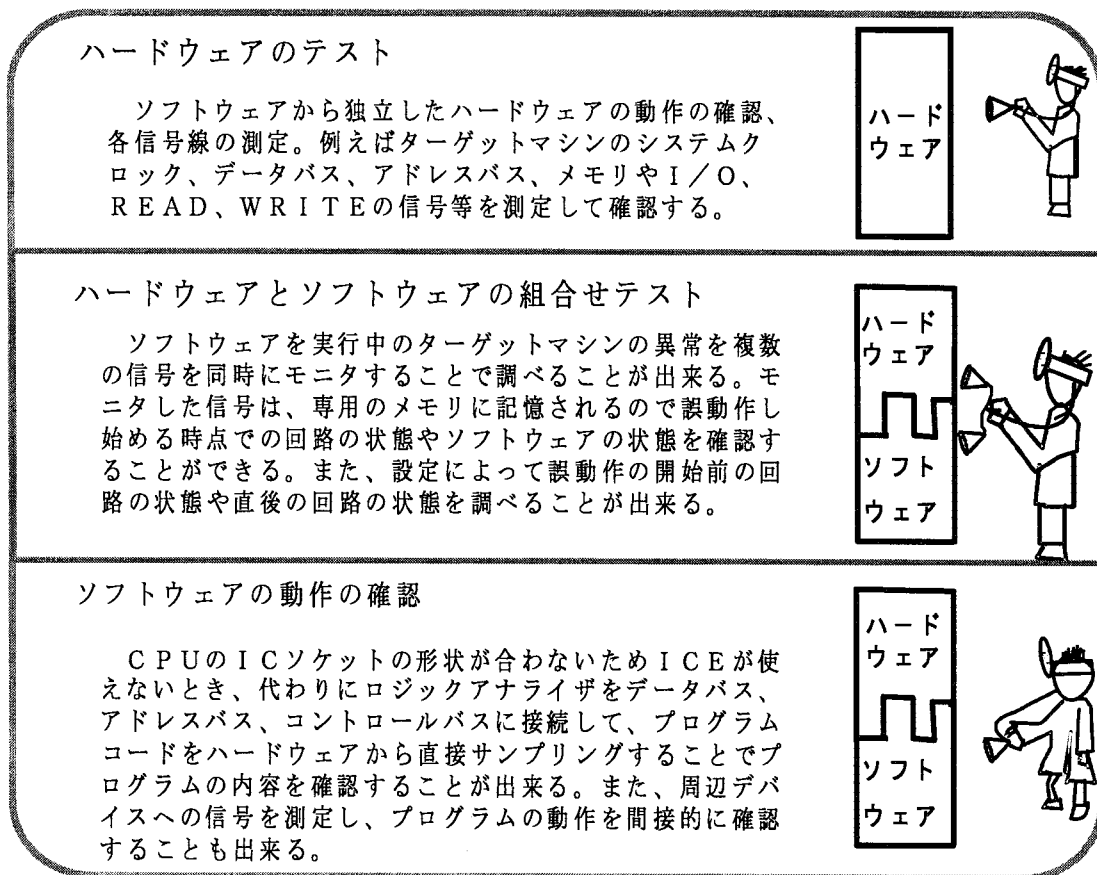 ハードウェアのテスト
ソフトウェアから独立したハードウェアの動作の確認、
各信号線の測定。例えばターゲットマシンのシステムク
ロック、データバス、アドレスバス、メモリやI/O、
READ、WRITEの信号等を測定して確認する。
ハード
ウェア
ハードウェアとソフトウェアの組合せテスト
ソフトウェアを実行中のターゲットマシンの異常を複数
の信号を同時にモニタすることで調べることが出来る。モ
ニタした信号は、専用のメモリに記憶されるので誤動作し
始める時点での回路の状態やソフトウェアの状態を確認す
ることができる。また、設定によって誤動作の開始前の回
路の状態や直後の回路の状態を調べることが出来る。
ハード
ウェア
ソフト
ウェア
ソフトウェアの動作の確認
CPUのICソケットの形状が合わないためICEが使
えないとき、代わりにロジックアナライザをデータバス、
アドレスバス、コントロールバスに接続して、プログラム
コードをハードウェアから直接サンプリングすることでプ
ログラムの内容を確認することが出来る。また、周辺デバ
イスへの信号を測定し、プログラムの動作を間接的に確認
することも出来る。
ハード
ウェア
ソフト
ウェア